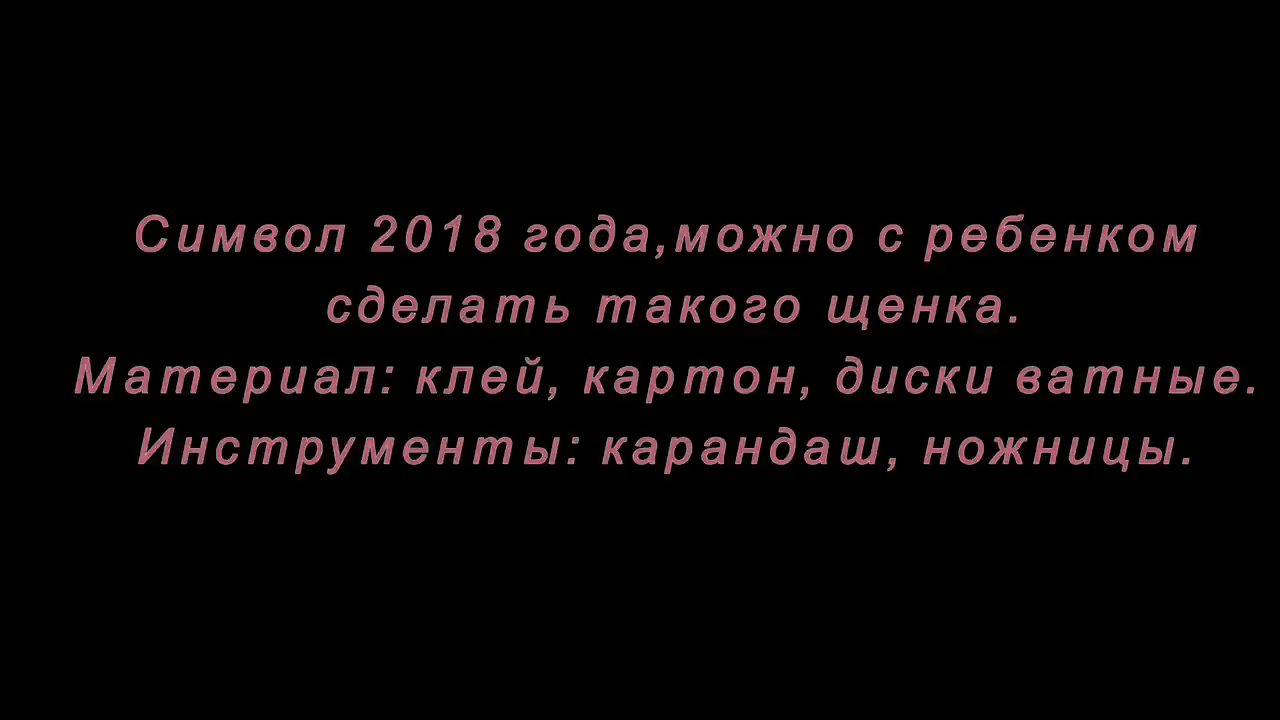 Символ 2018 года,можно с ребенком
сделать такого щенка.
Материал: клей, картон, диски ватные.
Инструменты: карандаш, ножницы.